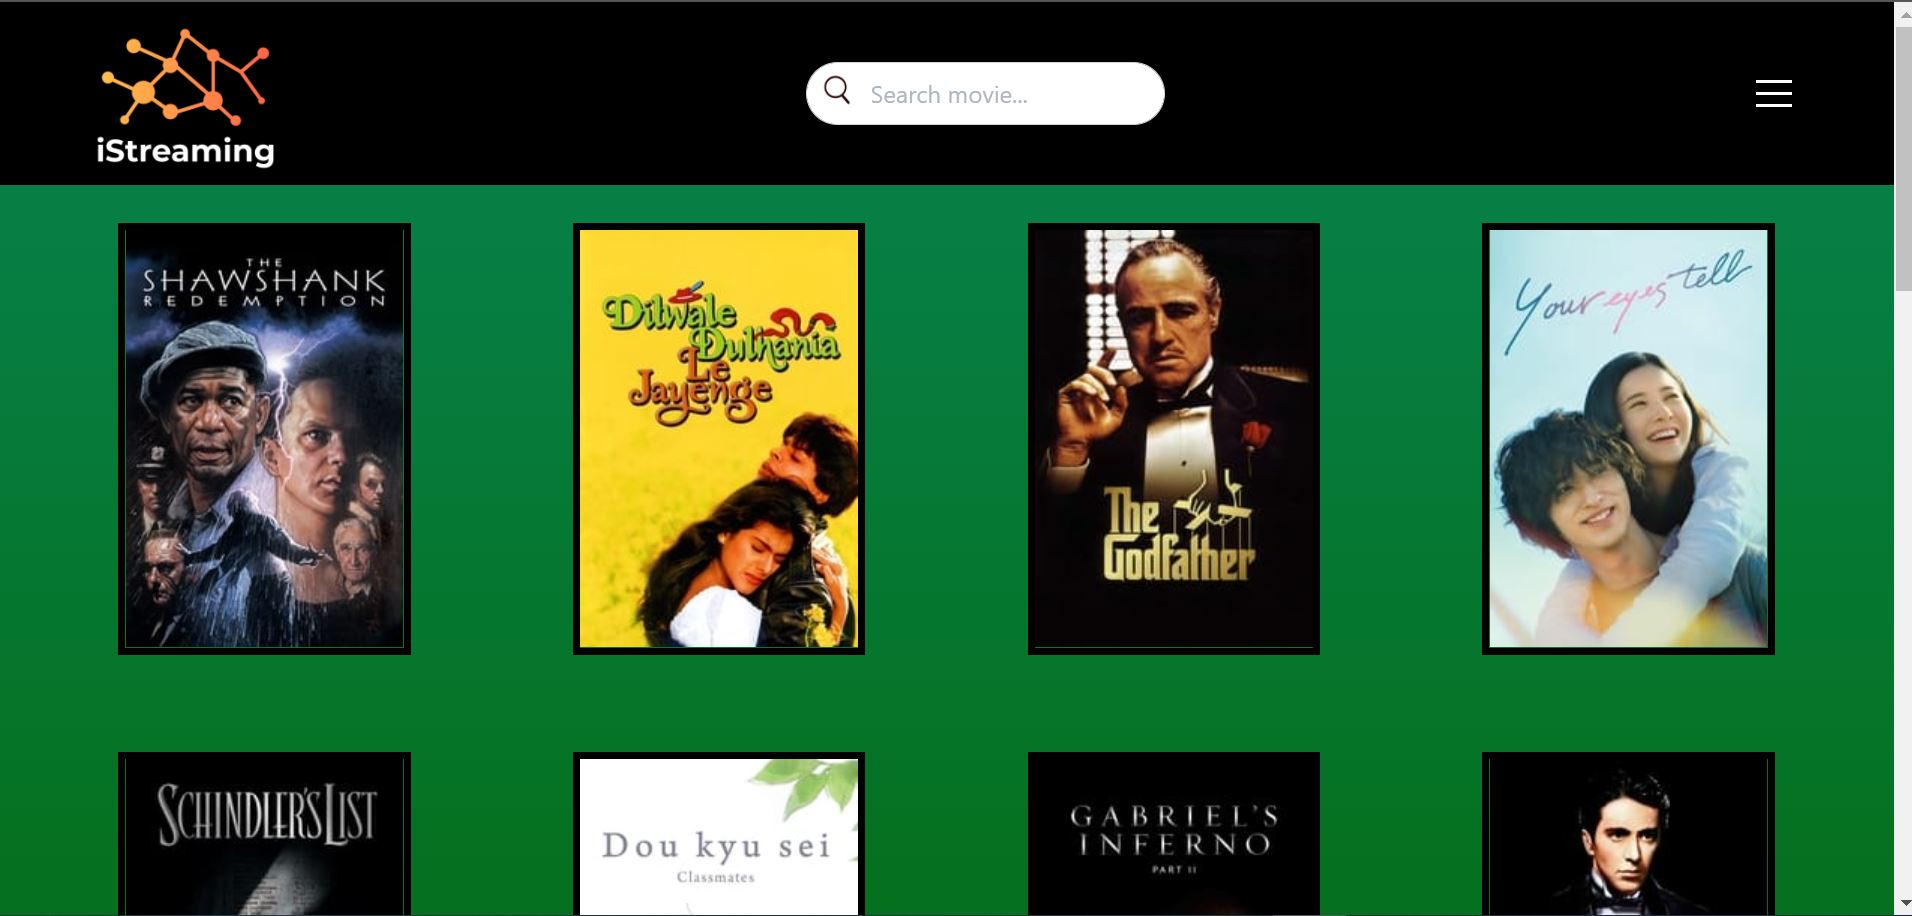 iStreaming
Search movie...
THE
SHAWSHANK
REDEMPTION
Dilwale
Dulhania
Le
Jayenge
The
Godfather
Your eyes tell
SCHINDLER'S LIST
Dou kyu sei
Classmates
GABRIEL'S
INFERNO
PART II